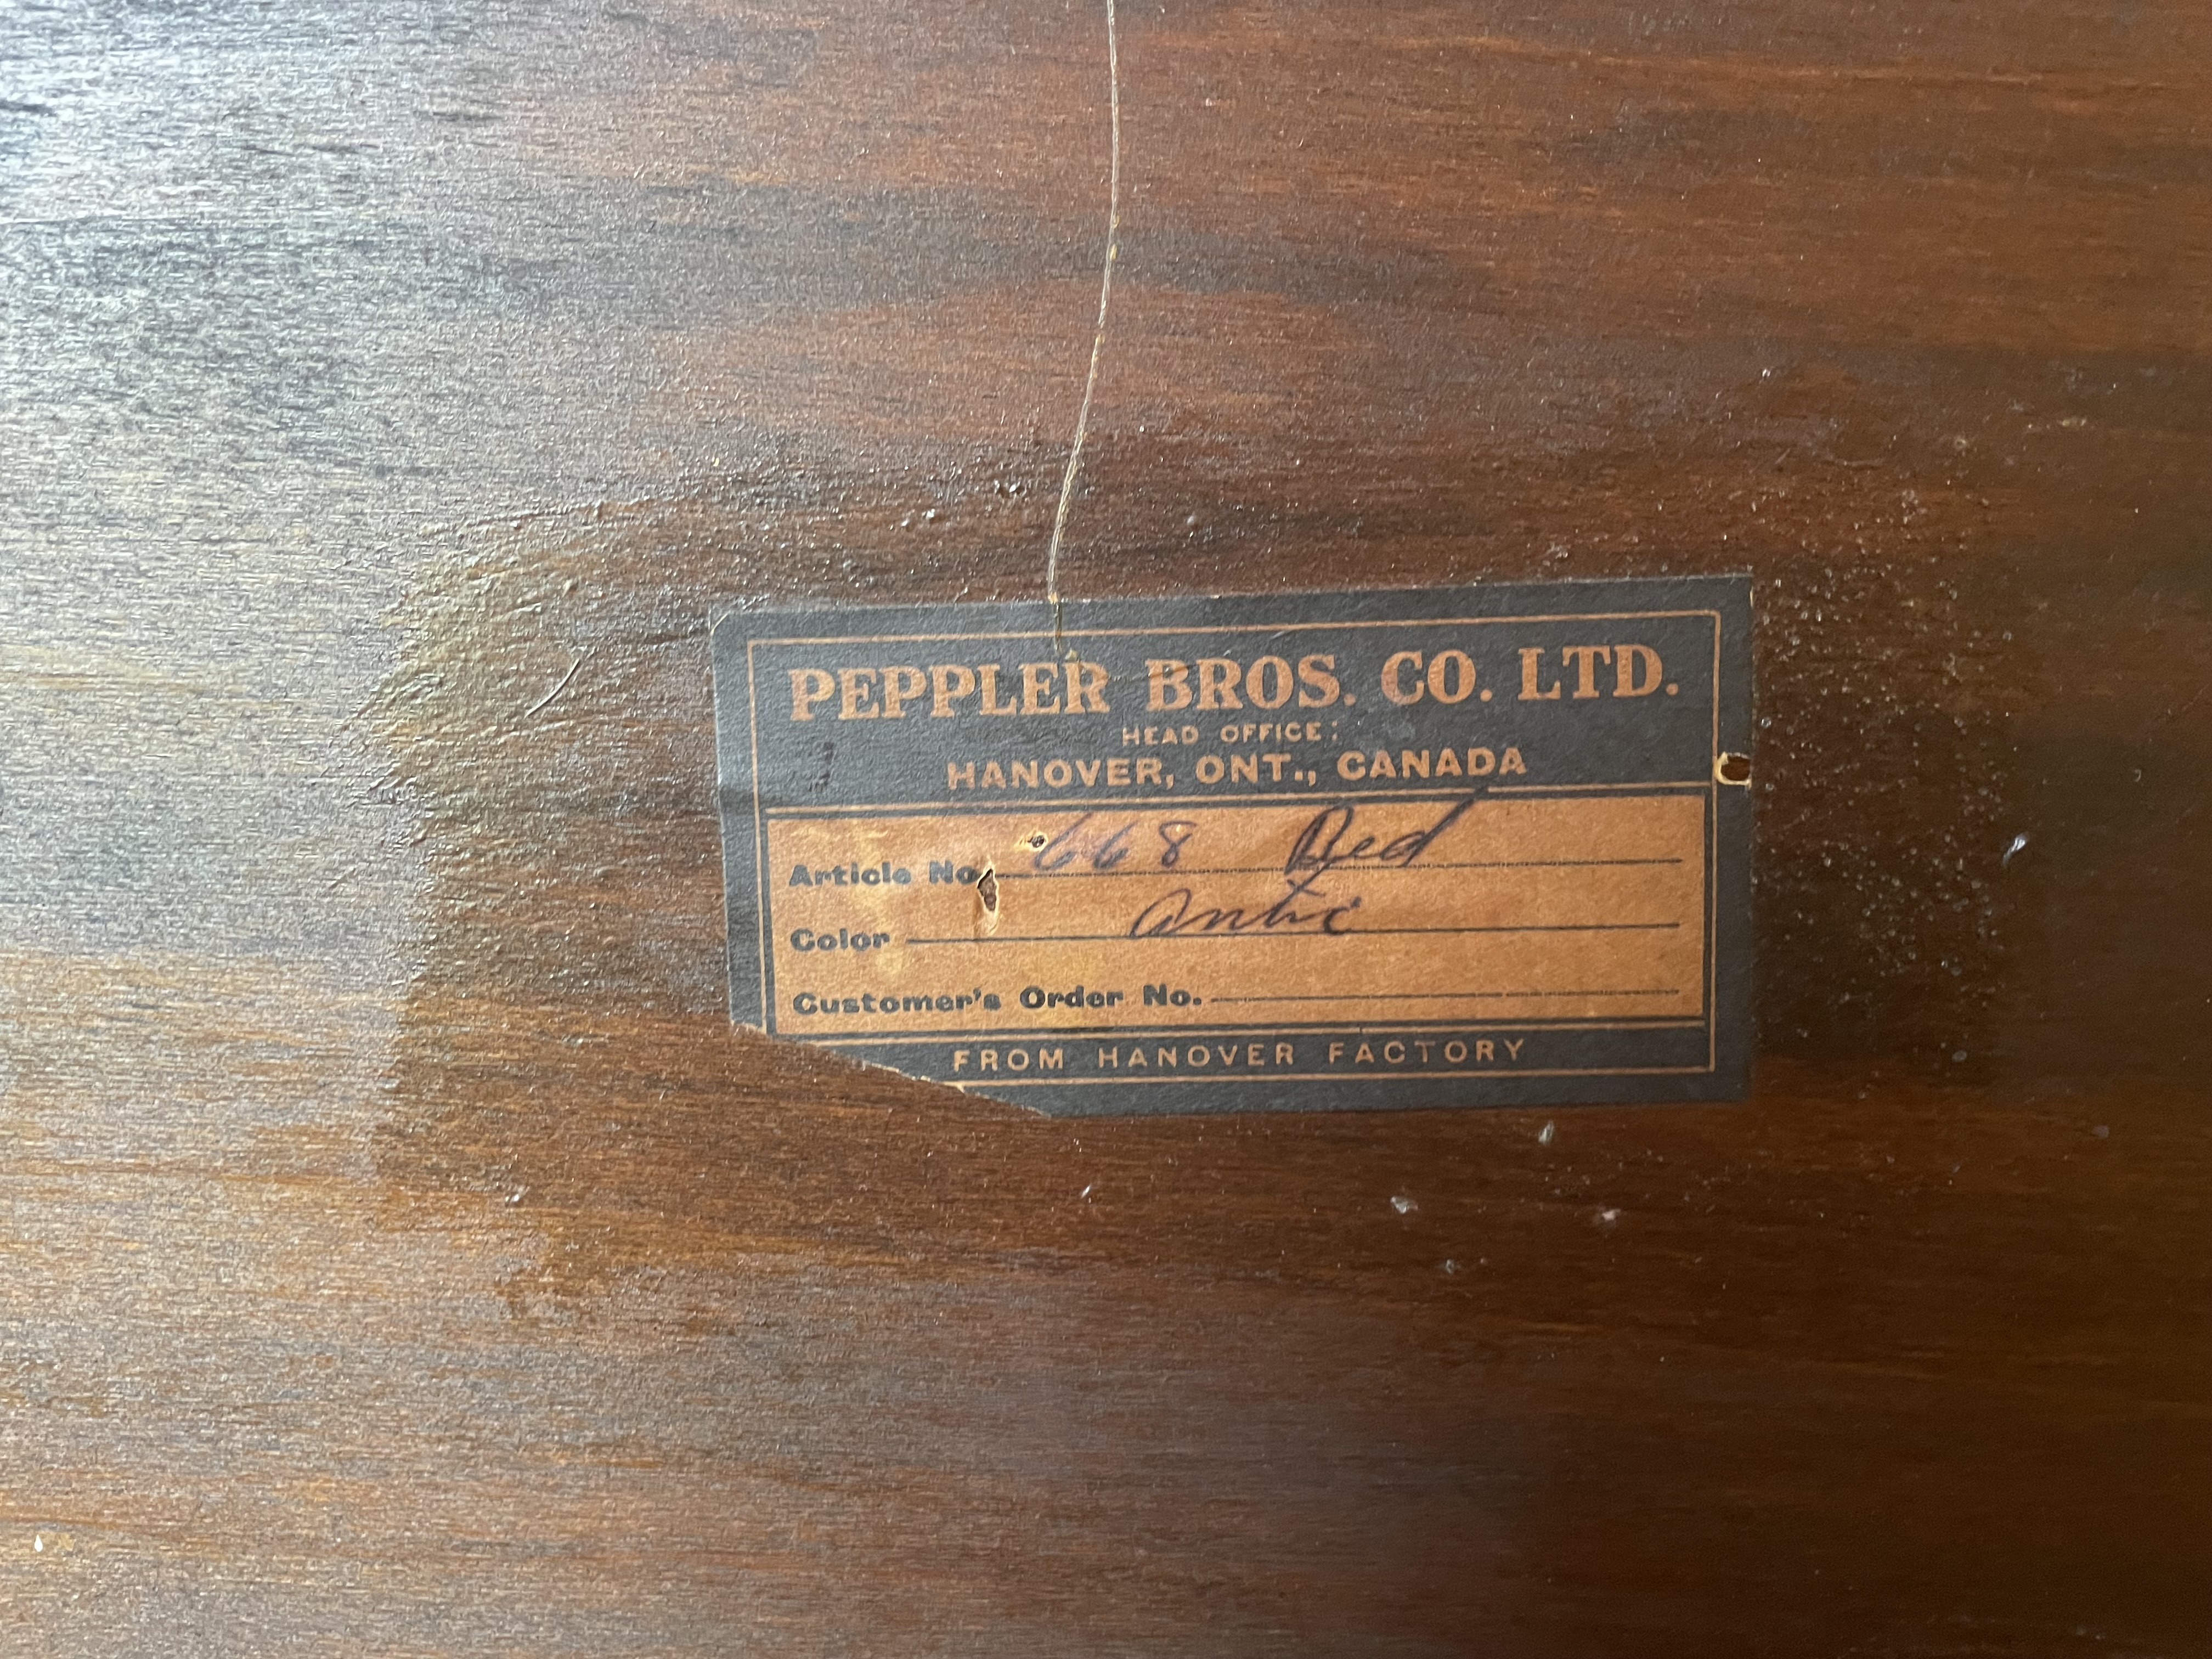 PEPPLER BROS. CO. LTD.
HEAD OFFICE:
HANOVER, ONT., CANADA
Article No. 668 Bed
Color Antic
Customer's Order No.
FROM HANOVER FACTORY